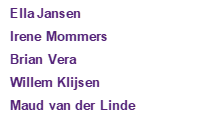 Ella Jansen
Irene Mommers
Brian Vera
Willem Klijsen
Maud van der Linde